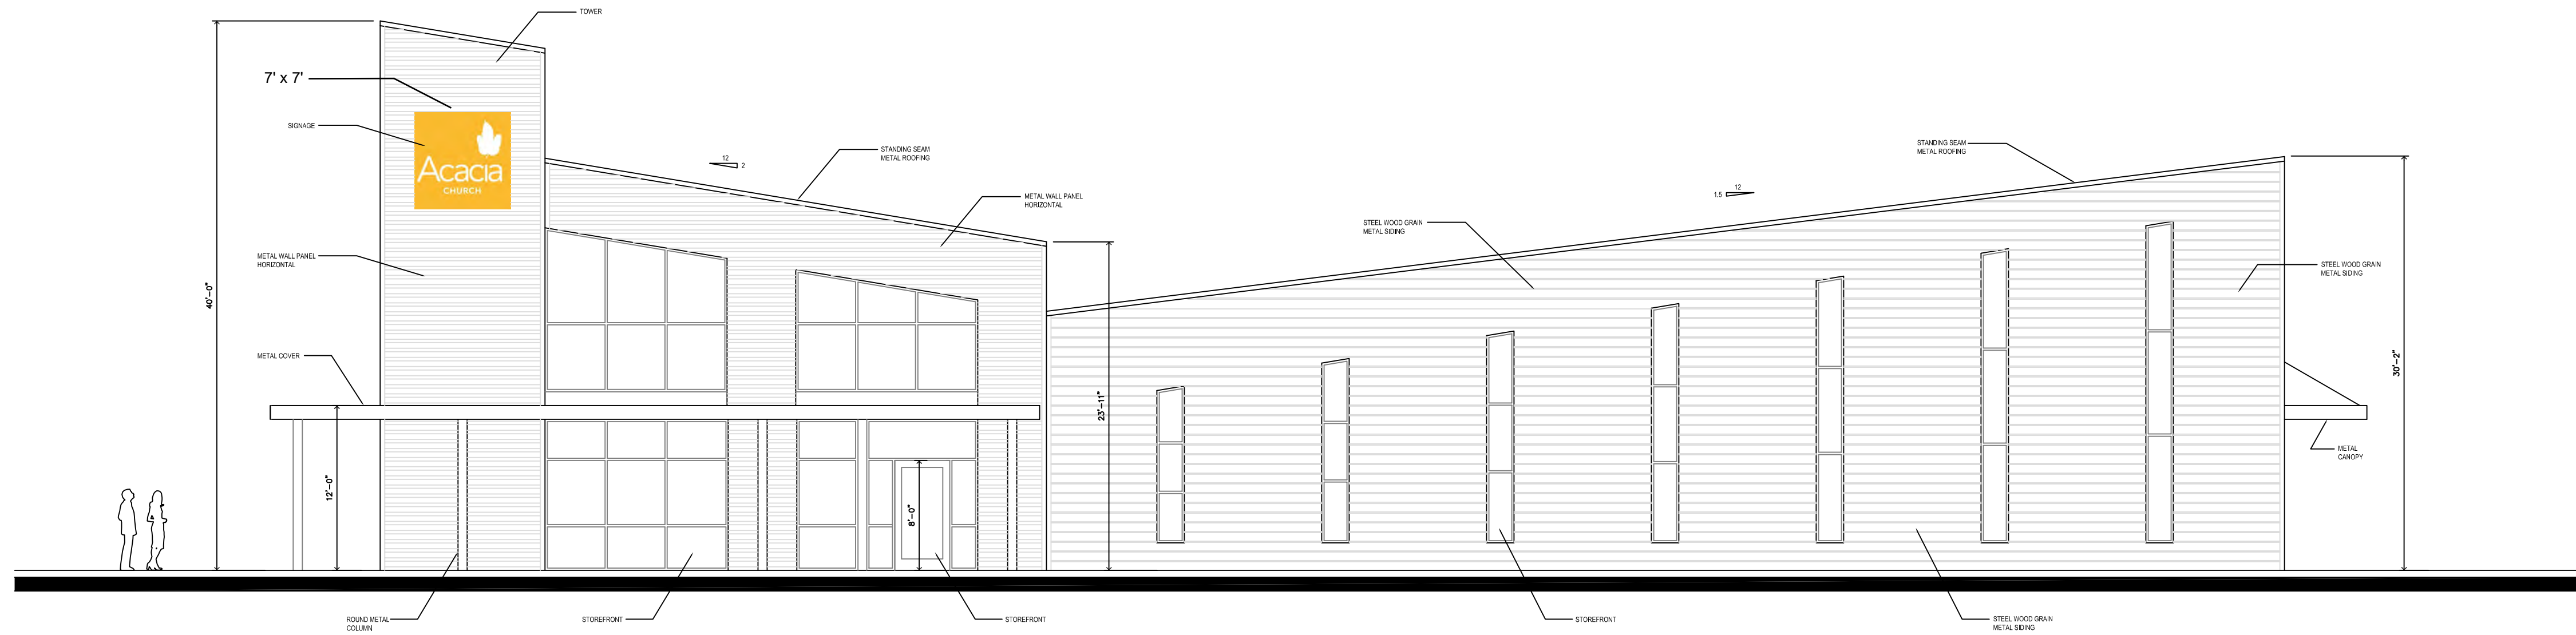 TOWER
7' x 7'
SIGNAGE
Acacia
CHURCH
12
2
STANDING SEAM
METAL ROOFING
STANDING SEAM
METAL ROOFING
12
1.5
METAL WALL PANEL
HORIZONTAL
STEEL WOOD GRAIN
METAL SIDING
METAL WALL PANEL
HORIZONTAL
STEEL WOOD GRAIN
METAL SIDING
40'-0"
METAL COVER
23'-11"
30'-2"
12'-0"
8'-0"
METAL
CANOPY
ROUND METAL
COLUMN
STOREFRONT
STOREFRONT
STOREFRONT
STEEL WOOD GRAIN
METAL SIDING